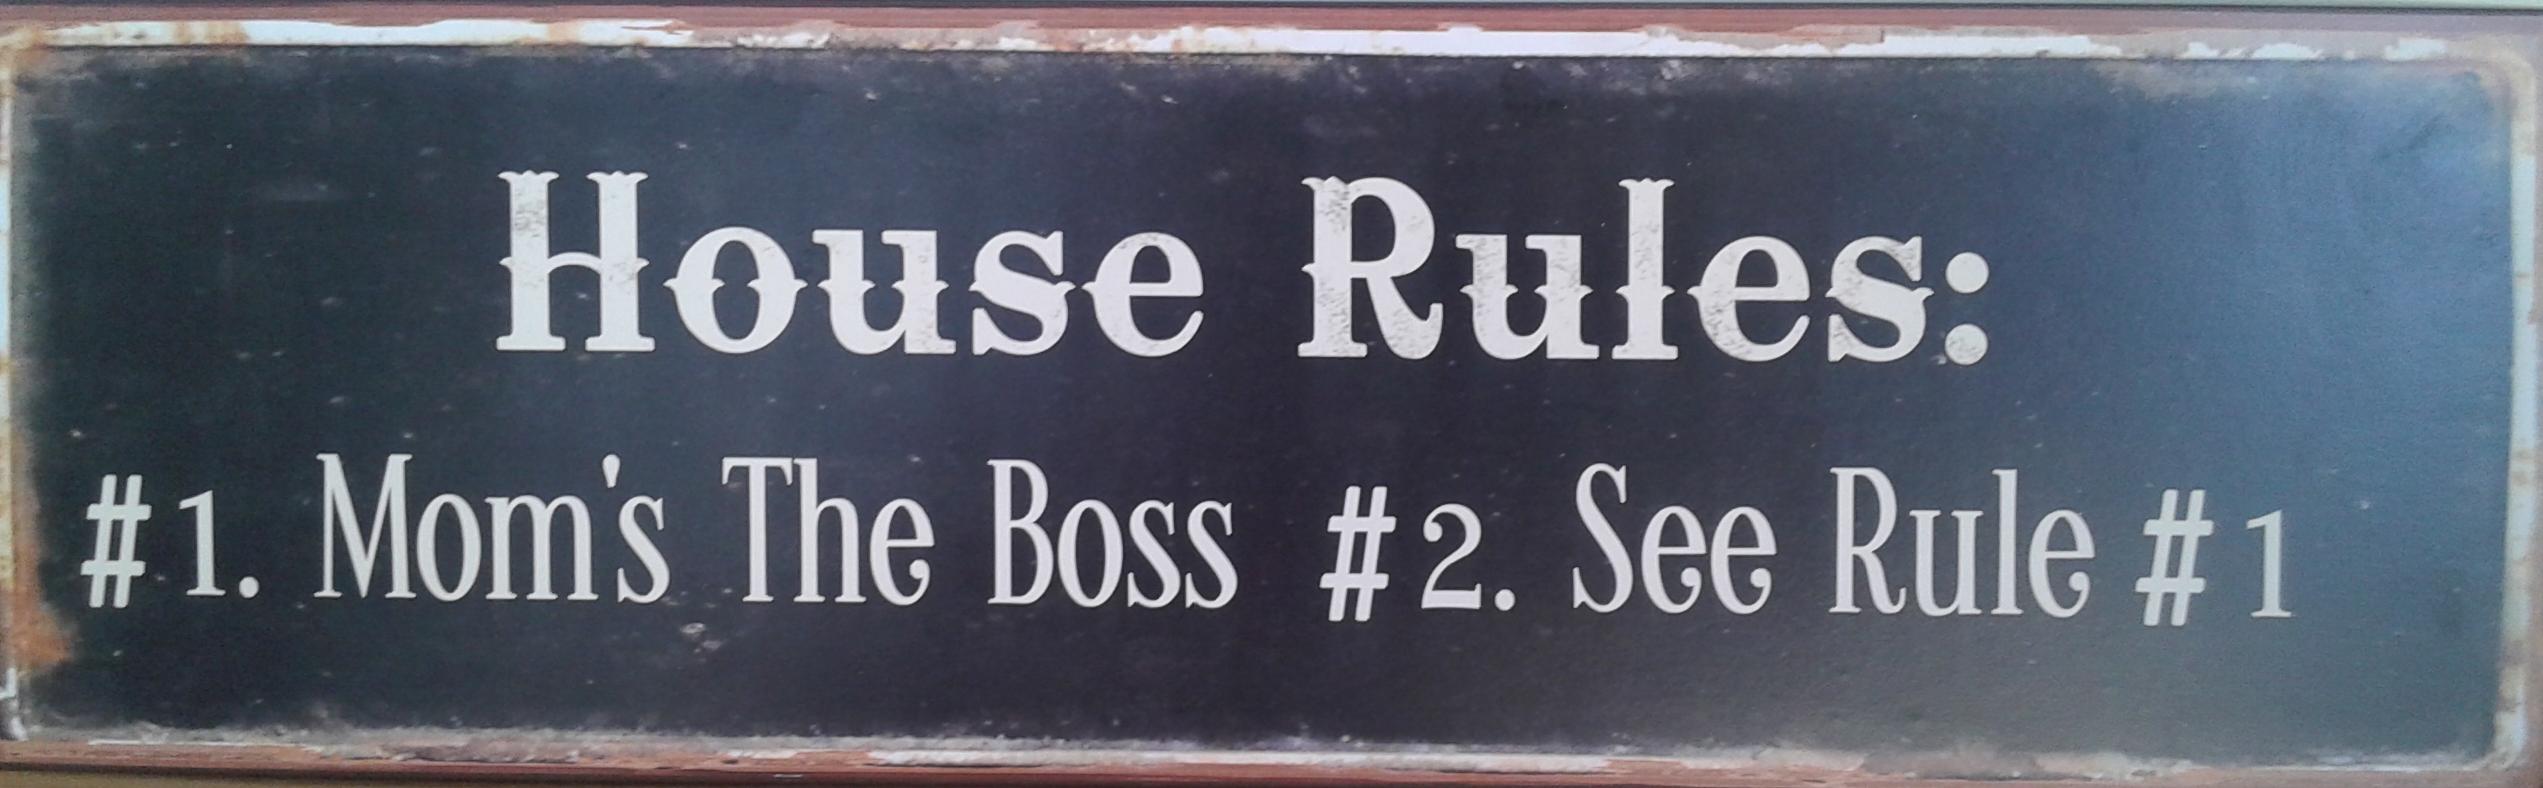 House Rules:
#1. Mom's The Boss #2. See Rule #1